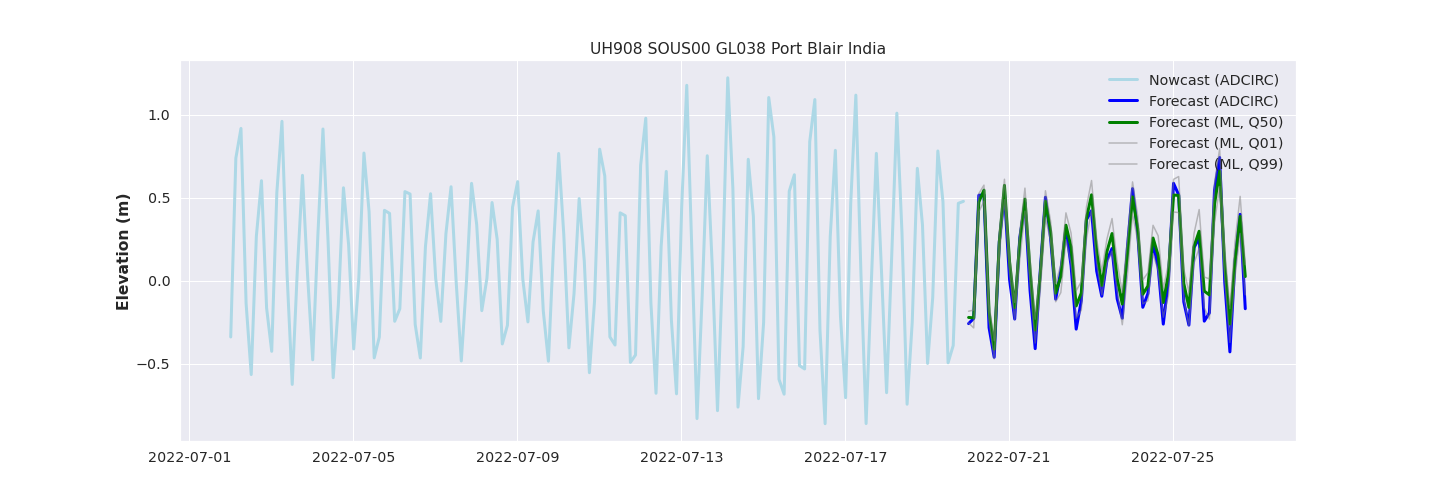 UH908 SOUS00 GL038 Port Blair India
Nowcast (ADCIRC)
Forecast (ADCIRC)
Forecast (ML, Q50)
Forecast (ML, Q01)
Forecast (ML, Q99)
Elevation (m)
1.0
0.5
0.0
−0.5
2022-07-01 2022-07-05 2022-07-09 2022-07-13 2022-07-17 2022-07-21 2022-07-25